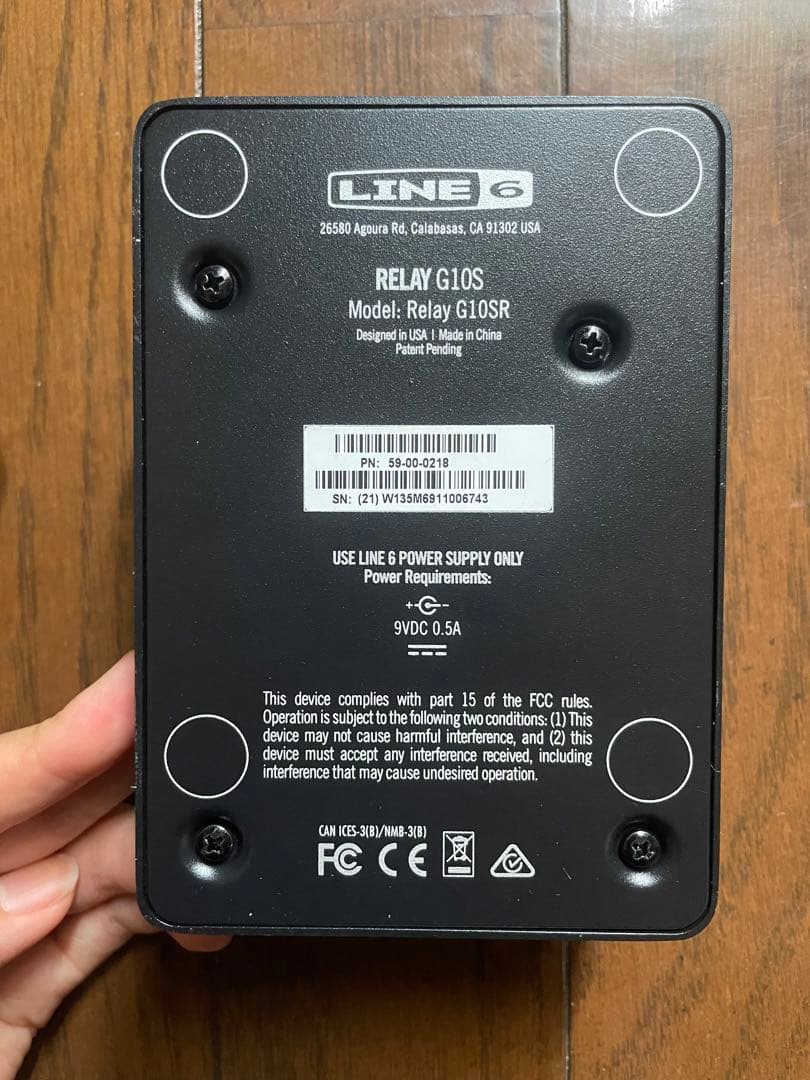 LINE 6
26580 Agoura Rd, Calabasas, CA 91302 USA
RELAY G10S
Model: Relay G10SR
Designed in USA | Made in China
Patent Pending
PN: 59-00-0218
SN: (21) W135M6911006743
USE LINE 6 POWER SUPPLY ONLY
Power Requirements:
9VDC 0.5A
This device complies with part 15 of the FCC rules.
Operation is subject to the following two conditions: (1) This
device may not cause harmful interference, and (2) this
device must accept any interference received, including
interference that may cause undesired operation.
CAN ICES-3(B)/NMB-3(B)
FC CE